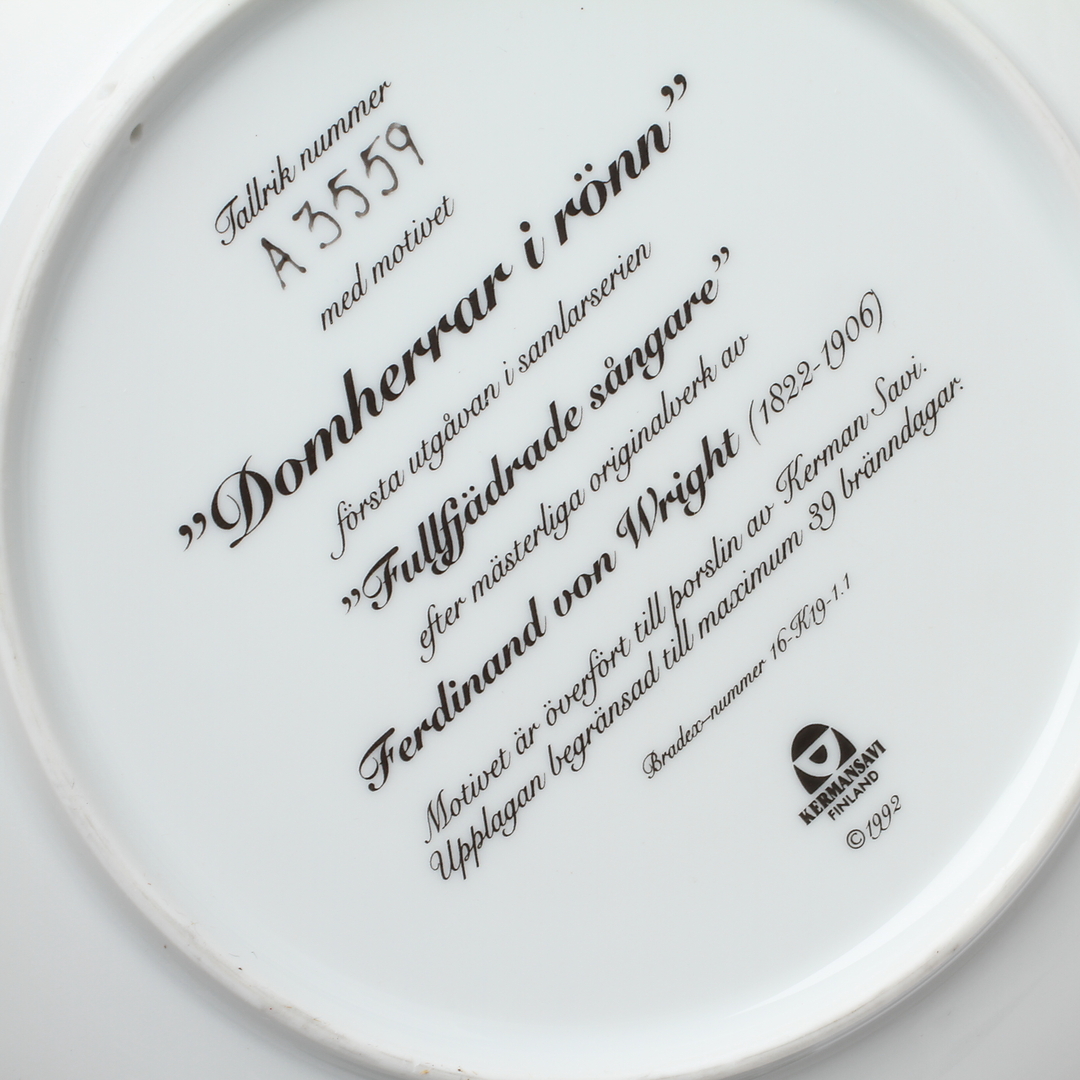 Tallrik nummer
A 3559
med motivet
”Domherrar i rönn”
första utgåvan i samlarserien
”Fullfjädrade sångare”
efter mästerliga originalverk av
Ferdinand von Wright (1822-1906)
Motivet är överfört till porslin av Kerman Savi.
Upplagan begränsad till maximum 39 bränndagar.
Bradex-nummer 16-K19-1.1
KERMANSAVI
FINLAND
©1992